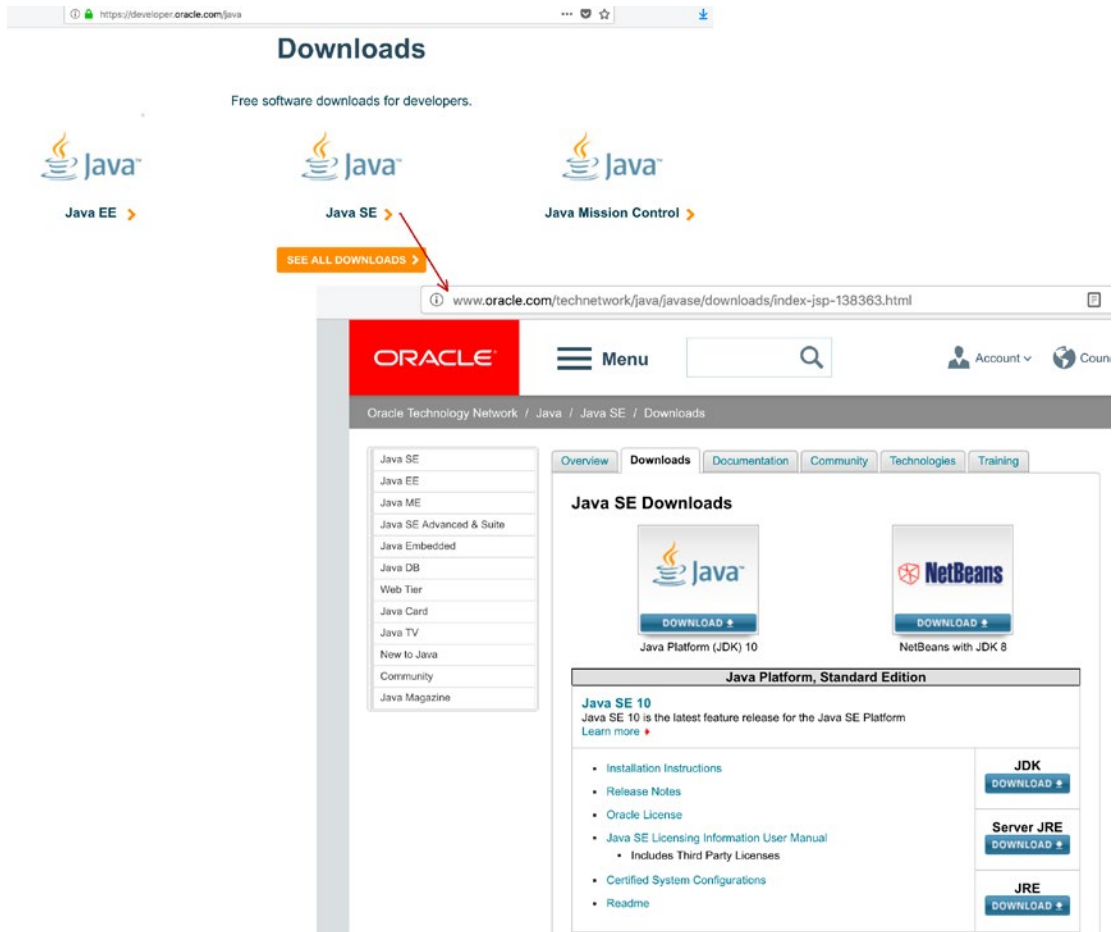 https://developer.oracle.com/java
Downloads
Free software downloads for developers.
Java™
Java™
Java™
Java EE
Java SE
Java Mission Control
SEE ALL DOWNLOADS
www.oracle.com/technetwork/java/javase/downloads/index-jsp-138363.html
ORACLE
Menu
Account
Coun
Oracle Technology Network / Java / Java SE / Downloads
Java SE
Java EE
Java ME
Java SE Advanced & Suite
Java Embedded
Java DB
Web Tier
Java Card
Java TV
New to Java
Community
Java Magazine
Overview
Downloads
Documentation
Community
Technologies
Training
Java SE Downloads
Java™
DOWNLOAD
Java Platform (JDK) 10
NetBeans
DOWNLOAD
NetBeans with JDK 8
Java Platform, Standard Edition
Java SE 10
Java SE 10 is the latest feature release for the Java SE Platform
Learn more
Installation Instructions
Release Notes
Oracle License
Java SE Licensing Information User Manual
Includes Third Party Licenses
Certified System Configurations
Readme
JDK
DOWNLOAD
Server JRE
DOWNLOAD
JRE
DOWNLOAD